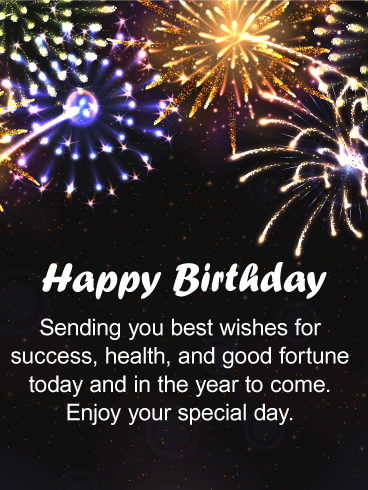 Happy Birthday
Sending you best wishes for
success, health, and good fortune
today and in the year to come.
Enjoy your special day.